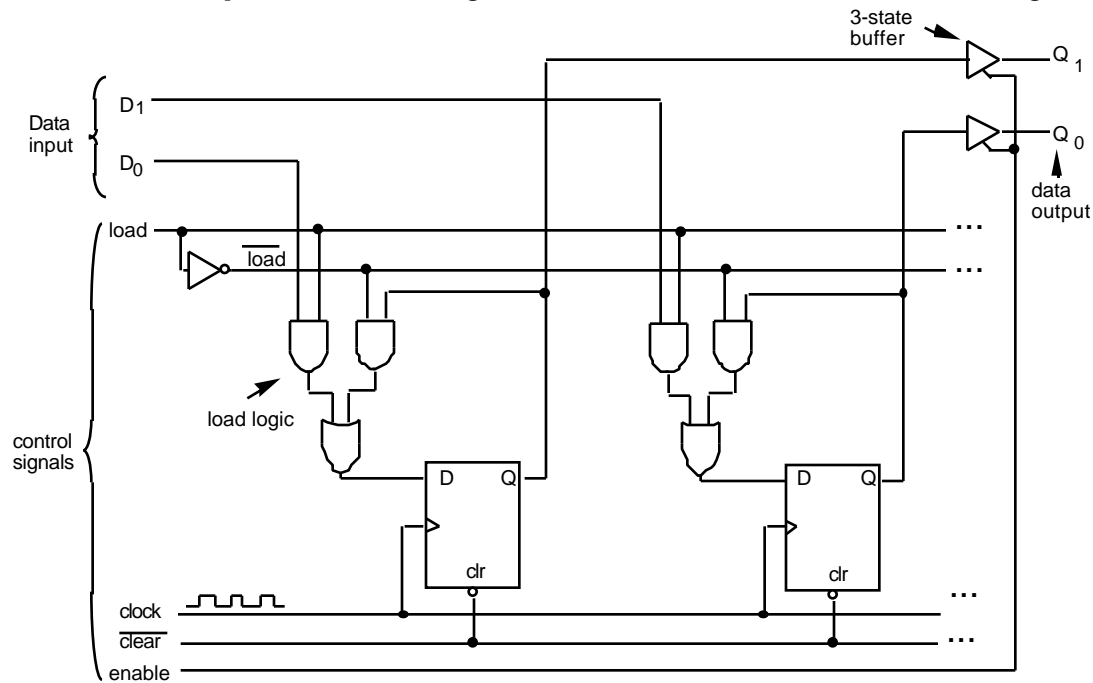 3-state
buffer
Q1
D1
Data
input
D0
Q0
data
output
load
...
load
...
load logic
control
signals
D Q
D Q
clr
clr
clock
...
clear
...
enable